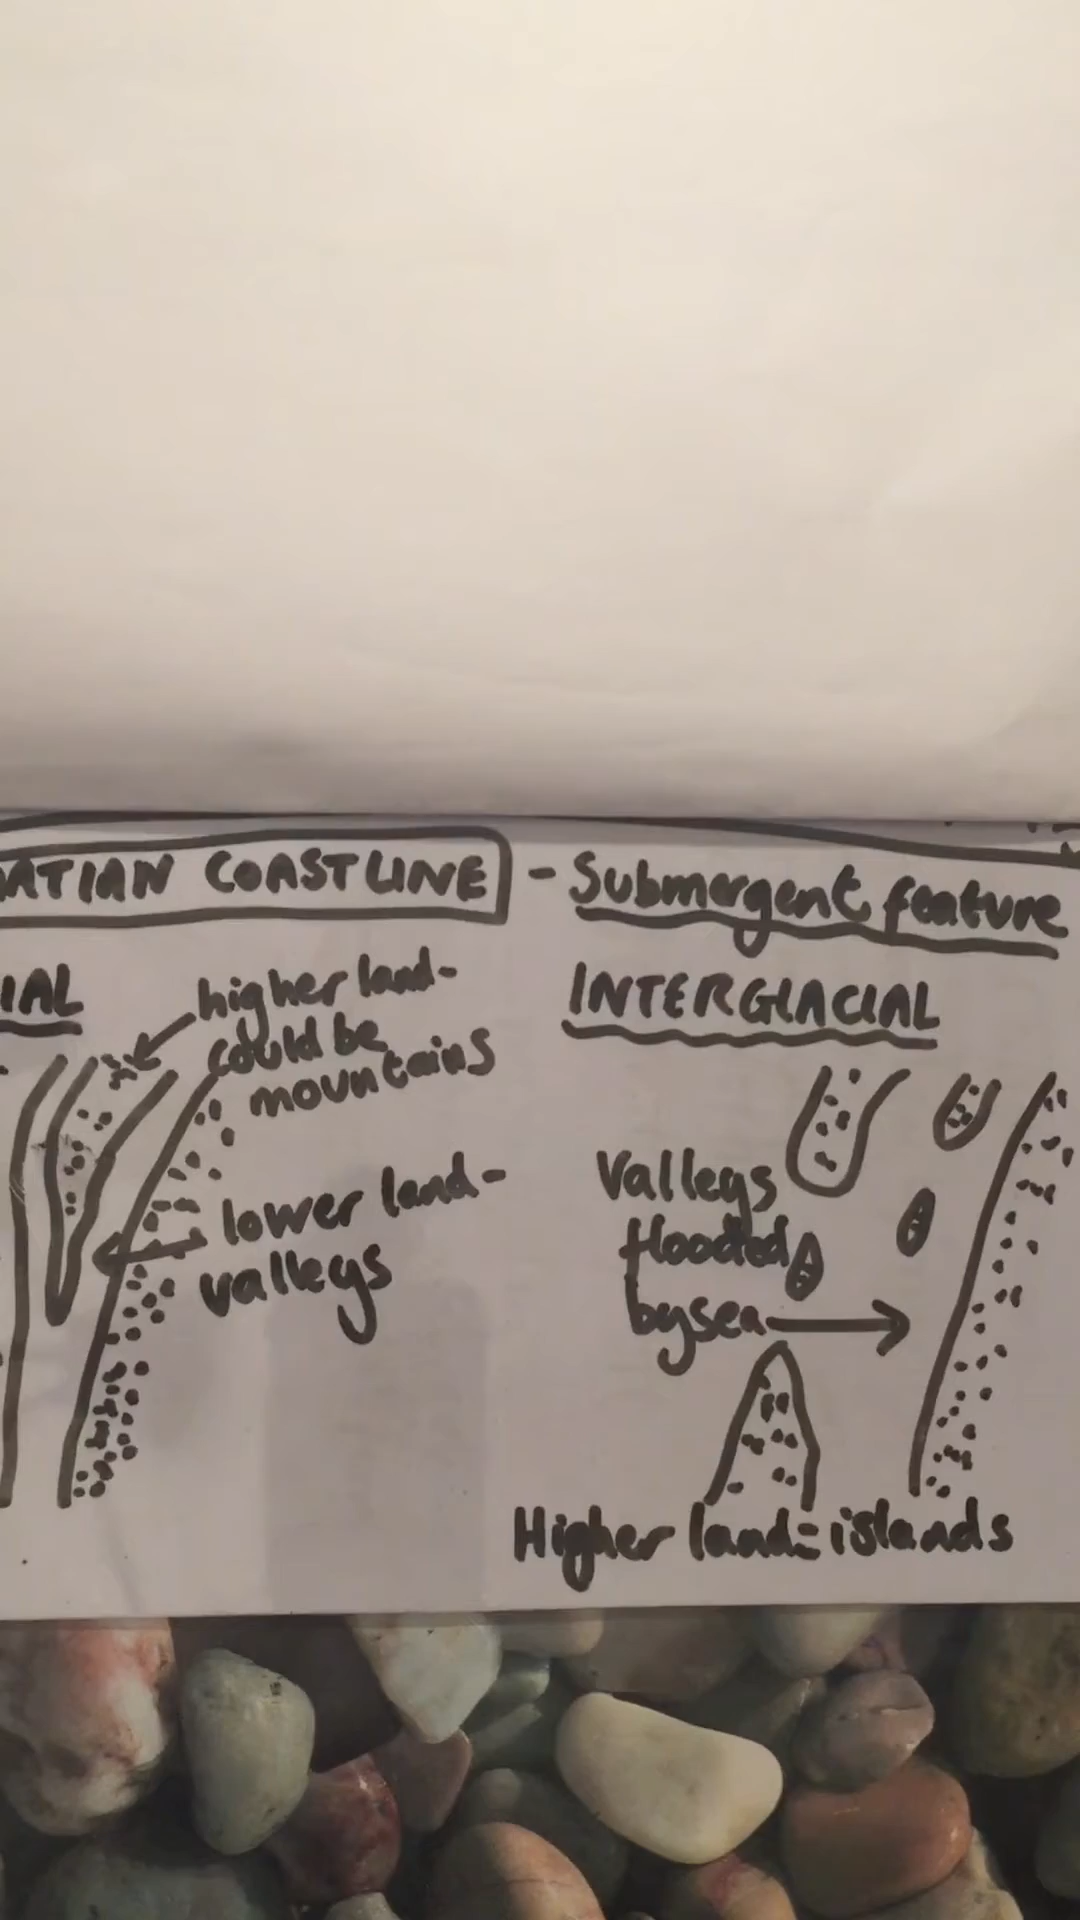 ATIAN COASTLINE - Submergent feature
IAL
higher land-
could be
mountains
lower land-
valleys
INTERGLACIAL
Valleys
flooded
by sea
Higher land = islands